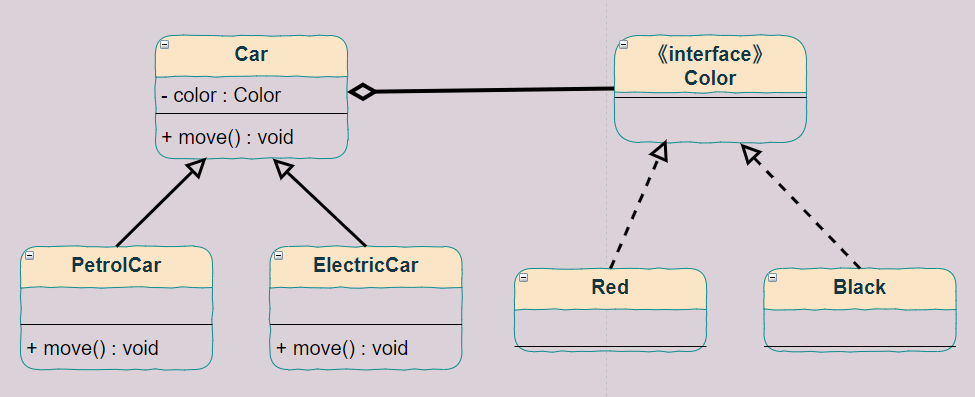 Car
- color : Color
+ move() : void
《interface》
Color
PetrolCar
+ move() : void
ElectricCar
+ move() : void
Red
Black